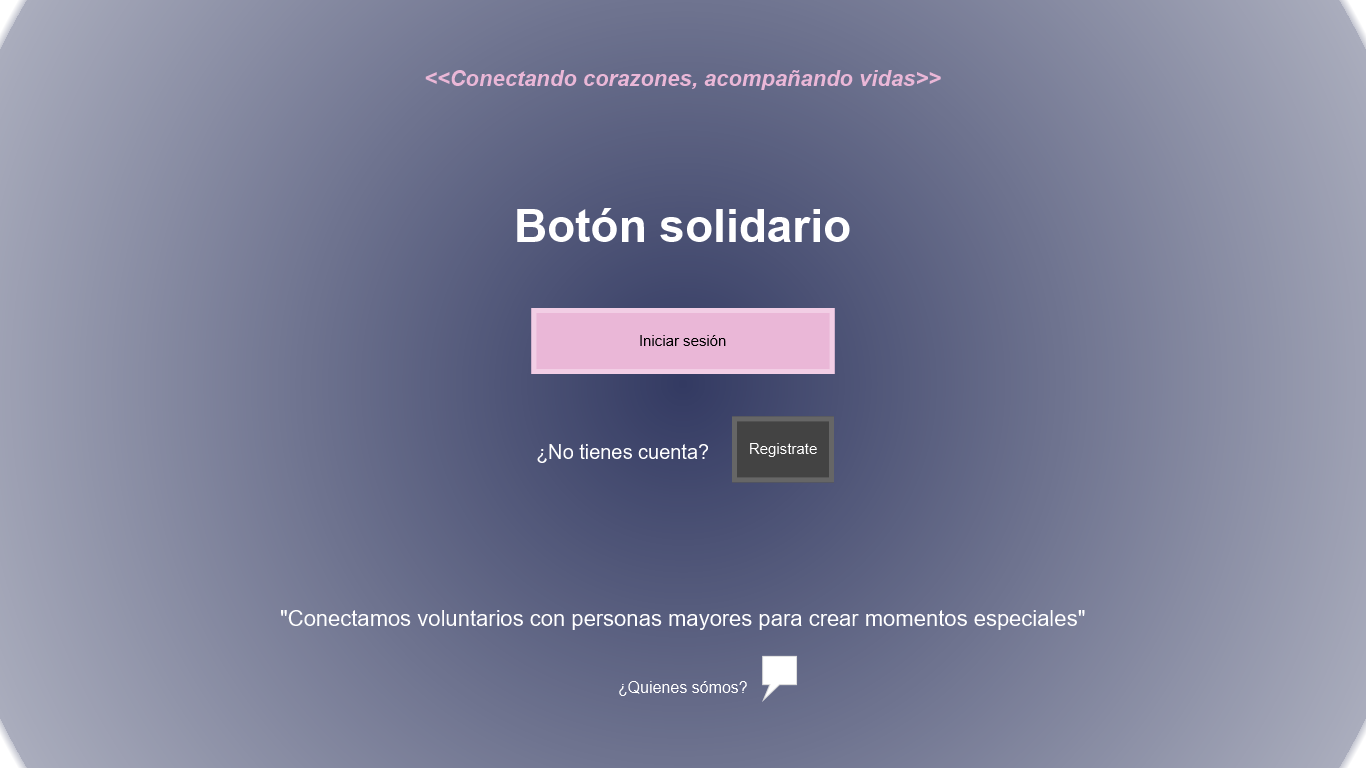 <<Conectando corazones, acompañando vidas>>
Botón solidario
Iniciar sesión
¿No tienes cuenta?
Registrate
"Conectamos voluntarios con personas mayores para crear momentos especiales"
¿Quienes sómos?